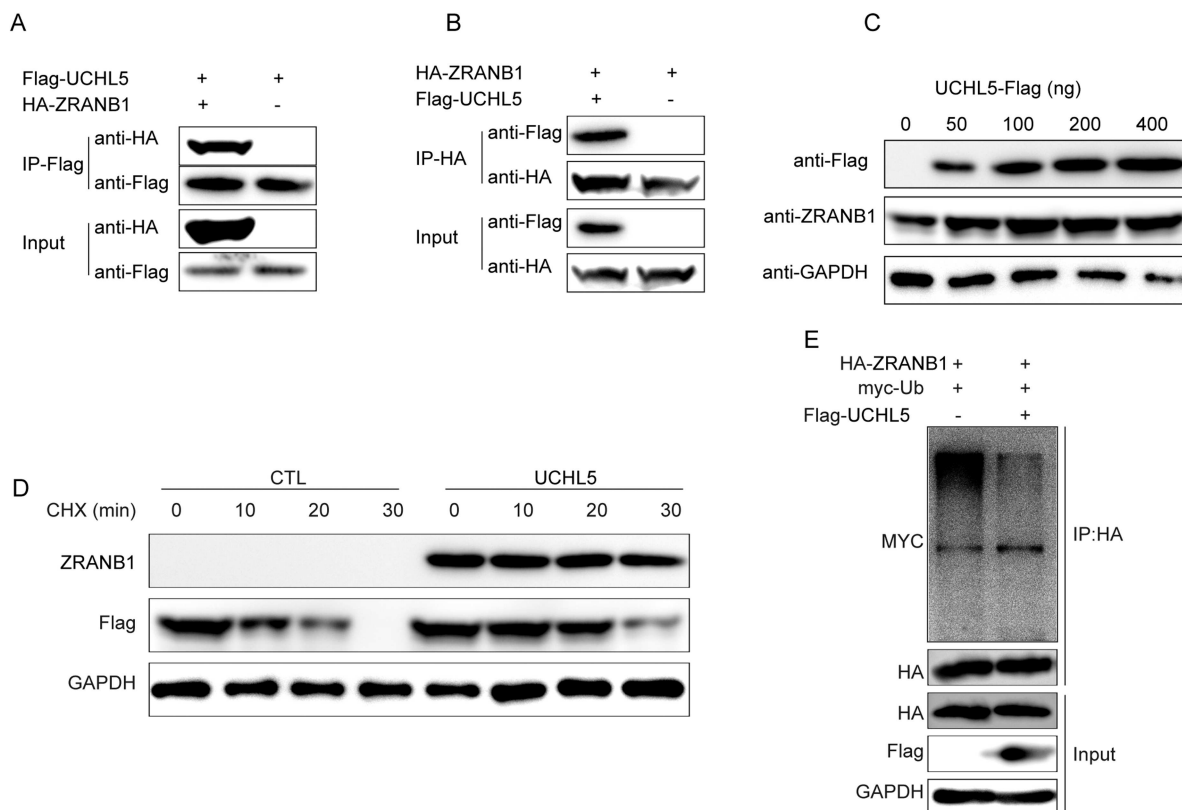 A
Flag-UCHL5 + +
HA-ZRANB1 + -
IP-Flag
anti-HA
anti-Flag
Input
anti-HA
anti-Flag
B
HA-ZRANB1 + +
Flag-UCHL5 + -
IP-HA
anti-Flag
anti-HA
Input
anti-Flag
anti-HA
C
UCHL5-Flag (ng)
0 50 100 200 400
anti-Flag
anti-ZRANB1
anti-GAPDH
D
CTL UCHL5
CHX (min) 0 10 20 30 0 10 20 30
ZRANB1
Flag
GAPDH
E
HA-ZRANB1 + +
myc-Ub + +
Flag-UCHL5 - +
MYC
IP:HA
HA
HA
Flag
Input
GAPDH